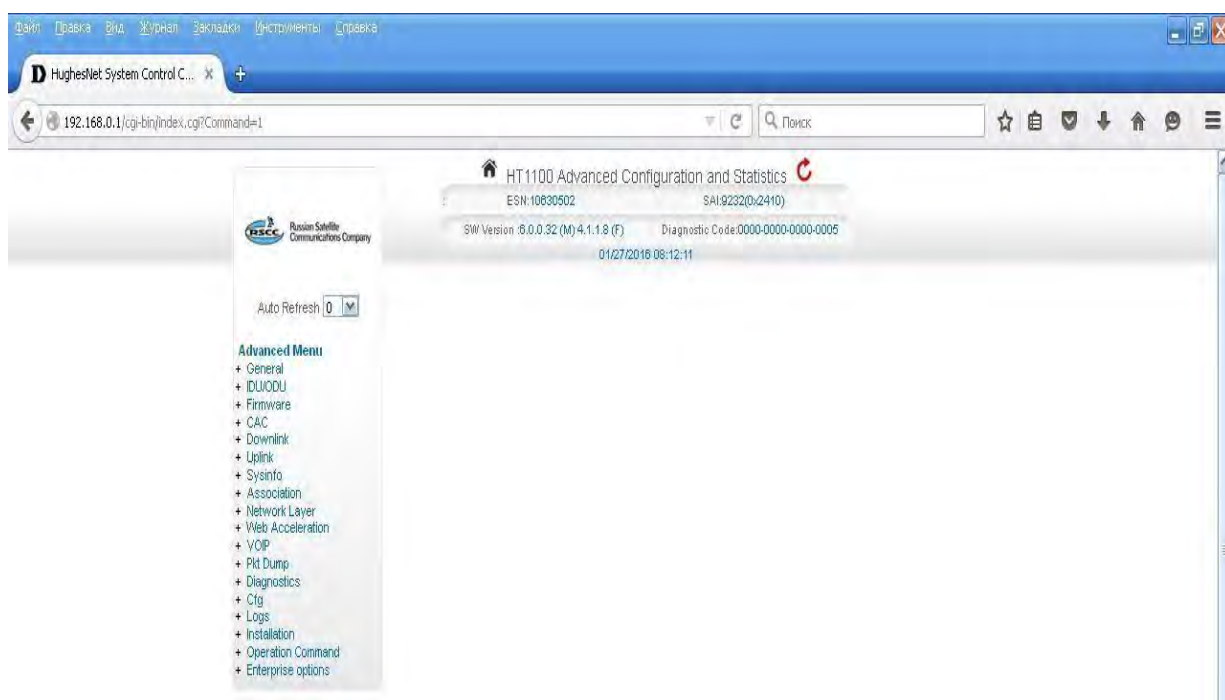 Файл Правка Вид Журнал Закладки Инструменты Справка
D HughesNet System Control C... × +
192.168.0.1/cgi-bin/index.cgi?Command=1
Поиск
HT1100 Advanced Configuration and Statistics
: ESN:10630502 SAI:9232(0x2410)
SW Version :6.0.0.32 (M) 4.1.1.8 (F) Diagnostic Code:0000-0000-0000-0005
01/27/2016 08:12:11
RSCC Russian Satellite
Communications Company
Auto Refresh 0
Advanced Menu
+ General
+ IDU/ODU
+ Firmware
+ CAC
+ Downlink
+ Uplink
+ Sysinfo
+ Association
+ Network Layer
+ Web Acceleration
+ VOIP
+ Pkt Dump
+ Diagnostics
+ Cfg
+ Logs
+ Installation
+ Operation Command
+ Enterprise options